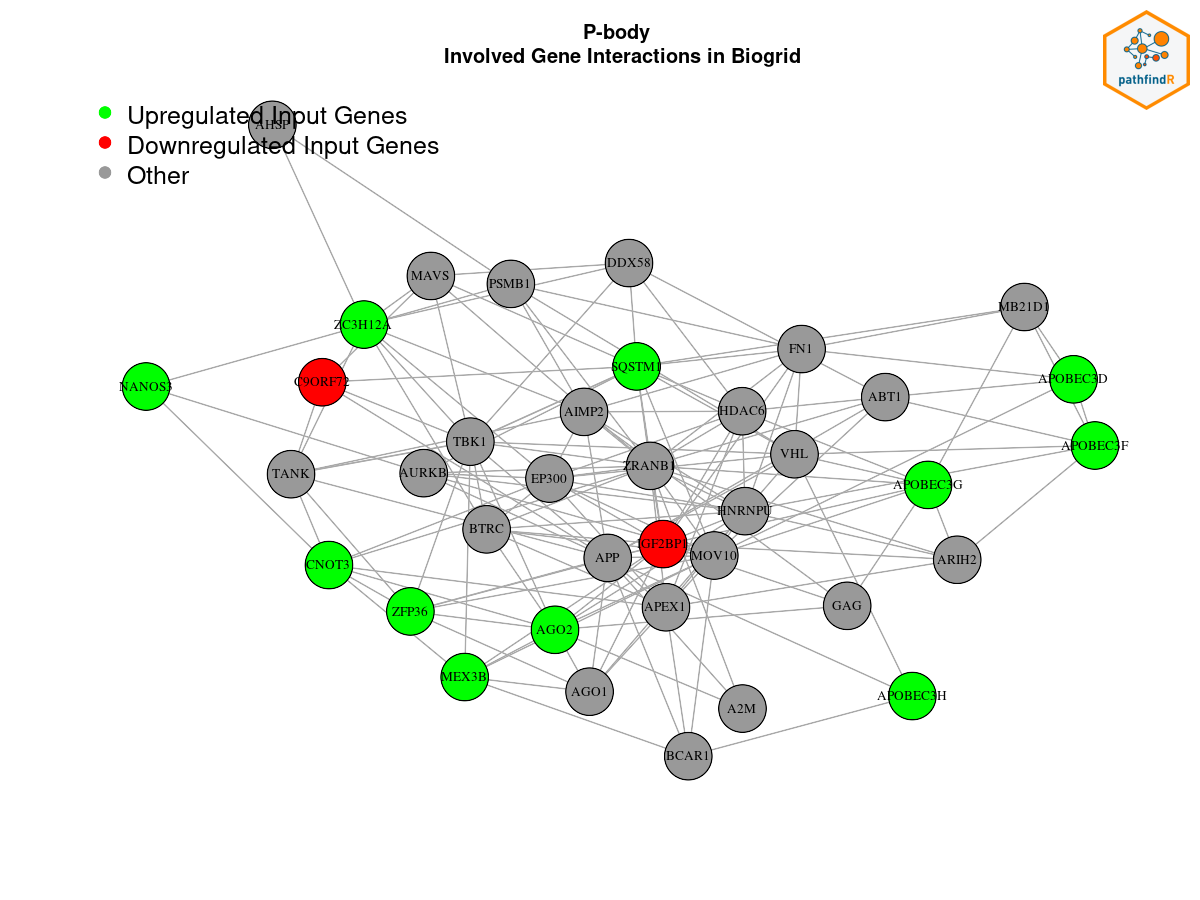 P-body
Involved Gene Interactions in Biogrid
pathfindR
Upregulated Input Genes
Downregulated Input Genes
Other
AHSP
DDX58
MAVS
PSMB1
MB21D1
ZC3H12A
FN1
SQSTM1
C9ORF72
NANOS3
APOBEC3D
ABT1
AIMP2
HDAC6
TBK1
APOBEC3F
VHL
ZRANB1
TANK
AURKB
EP300
APOBEC3G
HNRNPU
BTRC
IGF2BP1
MOV10
APP
ARIH2
CNOT3
GAG
APEX1
ZFP36
AGO2
MEX3B
AGO1
APOBEC3H
A2M
BCAR1